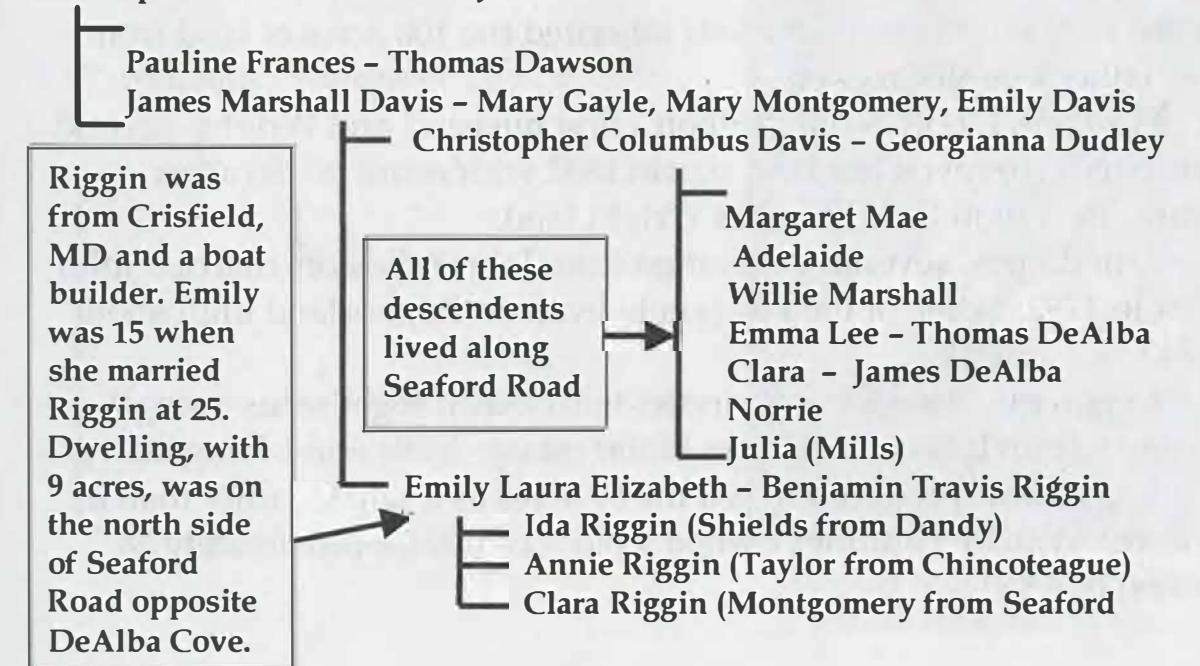 Pauline Frances – Thomas Dawson
James Marshall Davis – Mary Gayle, Mary Montgomery, Emily Davis
Christopher Columbus Davis – Georgianna Dudley
Riggin was
from Crisfield,
MD and a boat
builder. Emily
was 15 when
she married
Riggin at 25.
Dwelling, with
9 acres, was on
the north side
of Seaford
Road opposite
DeAlba Cove.
All of these
descendents
lived along
Seaford Road
Margaret Mae
Adelaide
Willie Marshall
Emma Lee – Thomas DeAlba
Clara – James DeAlba
Norrie
Julia (Mills)
Emily Laura Elizabeth – Benjamin Travis Riggin
Ida Riggin (Shields from Dandy)
Annie Riggin (Taylor from Chincoteague)
Clara Riggin (Montgomery from Seaford